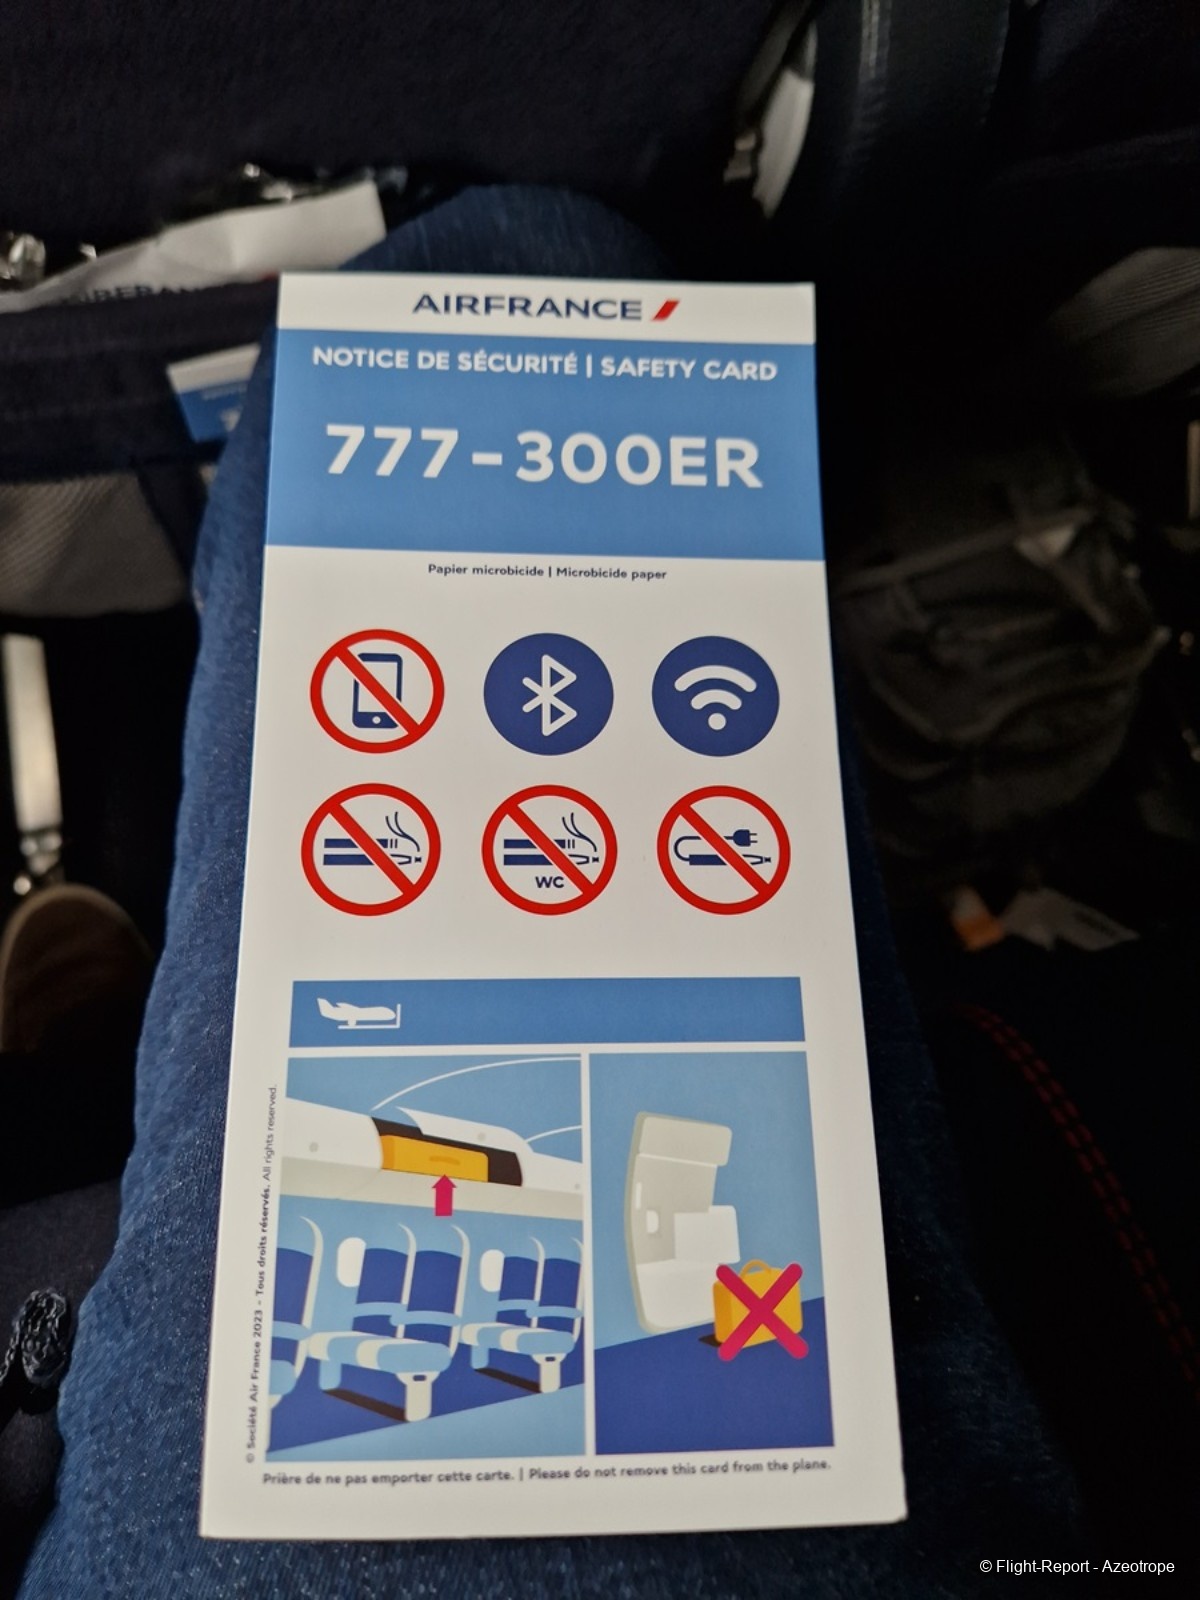 AIRFRANCE
NOTICE DE SÉCURITÉ | SAFETY CARD
777-300ER
Papier microbicide | Microbicide paper
WC
© Société Air France 2023 - Tous droits réservés. All rights reserved.
Prière de ne pas emporter cette carte. | Please do not remove this card from the plane.
© Flight-Report - Azeotrope